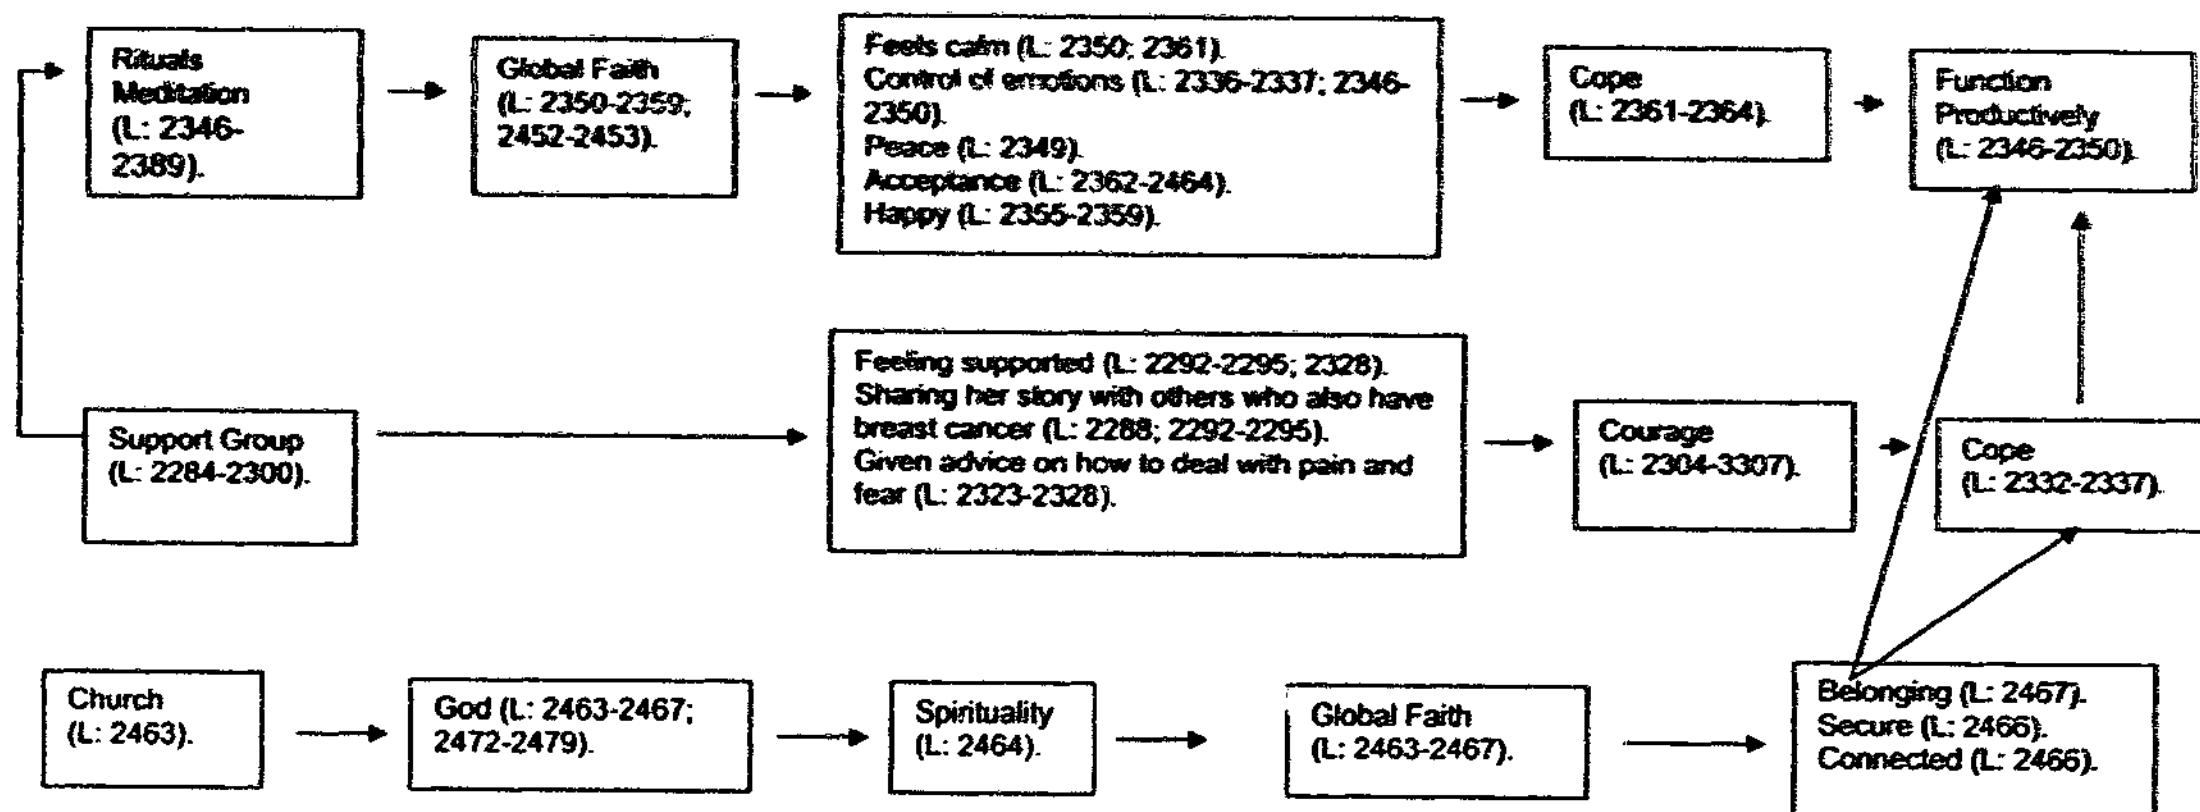 Rituals
Meditation
(L: 2346-
2389).
Global Faith
(L: 2350-2359;
2452-2453).
Feels calm (L: 2350; 2361).
Control of emotions (L: 2336-2337; 2346-
2350).
Peace (L: 2349).
Acceptance (L: 2362-2464).
Happy (L: 2355-2359).
Cope
(L: 2361-2364).
Function
Productively
(L: 2346-2350).
Support Group
(L: 2284-2300).
Feeling supported (L: 2292-2295; 2328).
Sharing her story with others who also have
breast cancer (L: 2288; 2292-2295).
Given advice on how to deal with pain and
fear (L: 2323-2328).
Courage
(L: 2304-3307).
Cope
(L: 2332-2337).
Church
(L: 2463).
God (L: 2463-2467;
2472-2479).
Spirituality
(L: 2464).
Global Faith
(L: 2463-2467).
Belonging (L: 2467).
Secure (L: 2466).
Connected (L: 2466).